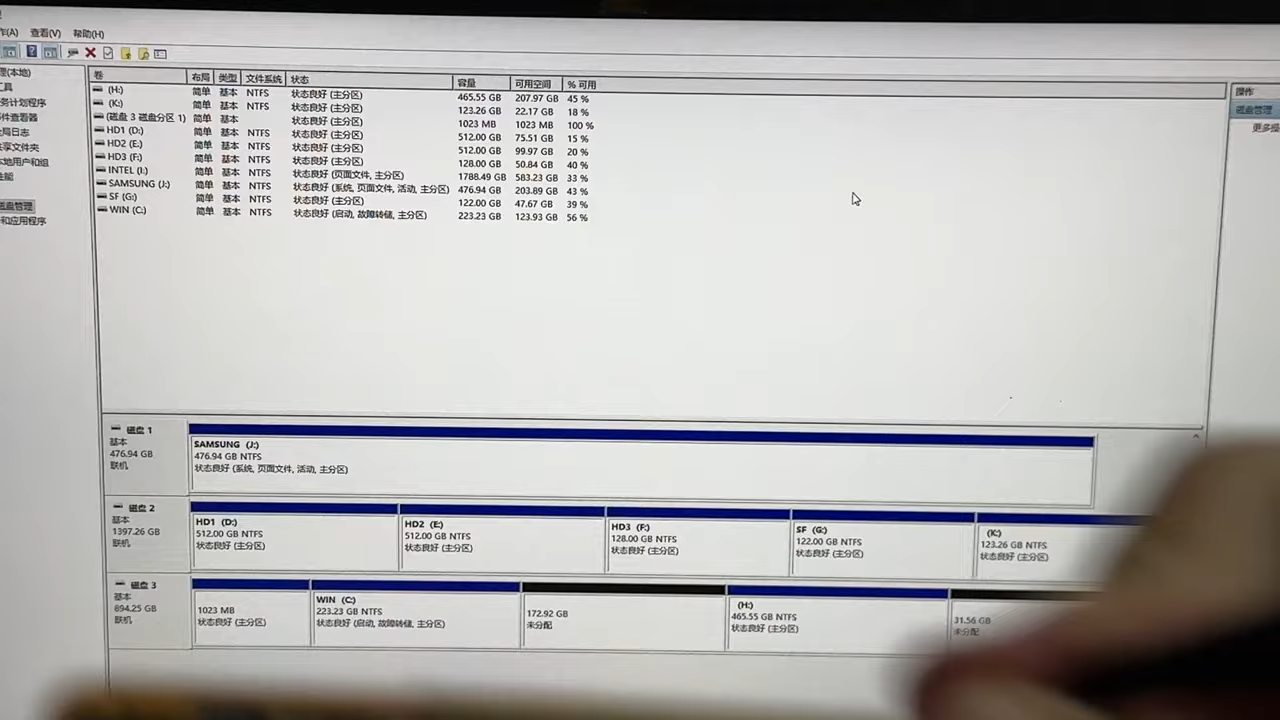 作(A) 查看(V) 帮助(H)
卷 布局 类型 文件系统 状态 容量 可用空间 % 可用
(H:) 简单 基本 NTFS 状态良好 (主分区) 465.55 GB 207.97 GB 45 %
(K:) 简单 基本 NTFS 状态良好 (主分区) 123.26 GB 22.17 GB 18 %
(磁盘 3 磁盘分区 1) 简单 基本 状态良好 (主分区) 1023 MB 1023 MB 100 %
HD1 (D:) 简单 基本 NTFS 状态良好 (主分区) 512.00 GB 75.51 GB 15 %
HD2 (E:) 简单 基本 NTFS 状态良好 (主分区) 512.00 GB 99.97 GB 20 %
HD3 (F:) 简单 基本 NTFS 状态良好 (主分区) 128.00 GB 50.84 GB 40 %
INTEL (I:) 简单 基本 NTFS 状态良好 (页面文件, 主分区) 1788.49 GB 583.23 GB 33 %
SAMSUNG (J:) 简单 基本 NTFS 状态良好 (系统, 页面文件, 活动, 主分区) 476.94 GB 203.89 GB 43 %
SF (G:) 简单 基本 NTFS 状态良好 (主分区) 122.00 GB 47.67 GB 39 %
WIN (C:) 简单 基本 NTFS 状态良好 (启动, 故障转储, 主分区) 223.23 GB 123.93 GB 56 %
理(本地)
工具
务计划程序
件查看器
全局日志
共享文件夹
本地用户和组
性能
磁盘管理
和应用程序
操作
磁盘管理
更多操
磁盘 1
基本
476.94 GB
联机
SAMSUNG (J:)
476.94 GB NTFS
状态良好 (系统, 页面文件, 活动, 主分区)
磁盘 2
基本
1397.26 GB
联机
HD1 (D:)
512.00 GB NTFS
状态良好 (主分区)
HD2 (E:)
512.00 GB NTFS
状态良好 (主分区)
HD3 (F:)
128.00 GB NTFS
状态良好 (主分区)
SF (G:)
122.00 GB NTFS
状态良好 (主分区)
(K:)
123.26 GB NTFS
状态良好 (主分区)
磁盘 3
基本
894.25 GB
联机
1023 MB
状态良好 (主分区)
WIN (C:)
223.23 GB NTFS
状态良好 (启动, 故障转储, 主分区)
172.92 GB
未分配
(H:)
465.55 GB NTFS
状态良好 (主分区)
31.56 GB
未分配